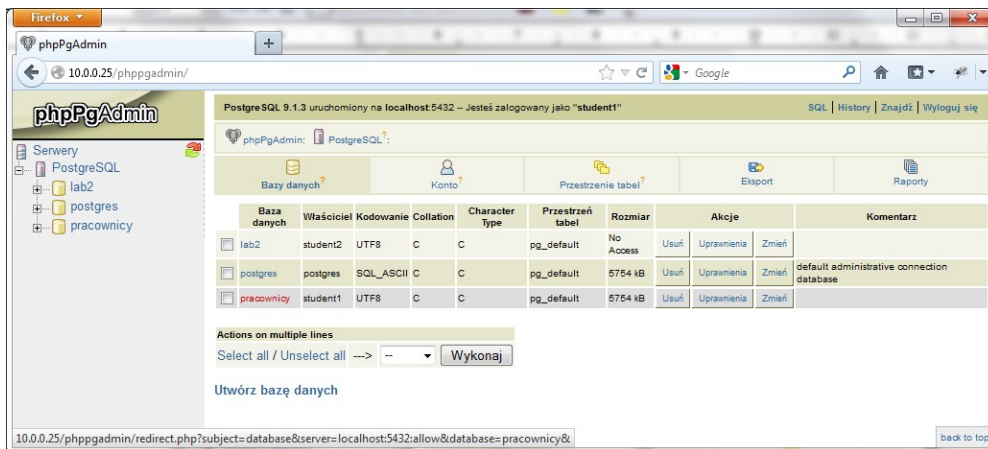 Firefox
phpPgAdmin
10.0.0.25/phppgadmin/
Google
phpPgAdmin
Serwery
PostgreSQL
lab2
postgres
pracownicy
PostgreSQL 9.1.3 uruchomiony na localhost:5432 -- Jesteś zalogowany jako "student1"
SQL | History | Znajdź | Wyloguj się
phpPgAdmin: PostgreSQL?:
Bazy danych? Konto? Przestrzenie tabel? Eksport Raporty
Baza danych Właściciel Kodowanie Collation Character Type Przestrzeń tabel Rozmiar Akcje Komentarz
lab2 student2 UTF8 C C pg_default No Access Usuń Uprawnienia Zmień
postgres postgres SQL_ASCII C C pg_default 5754 kB Usuń Uprawnienia Zmień default administrative connection database
pracownicy student1 UTF8 C C pg_default 5754 kB Usuń Uprawnienia Zmień
Actions on multiple lines
Select all / Unselect all ---> -- Wykonaj
Utwórz bazę danych
10.0.0.25/phppgadmin/redirect.php?subject=database&server=localhost:5432:allow&database=pracownicy&
back to top